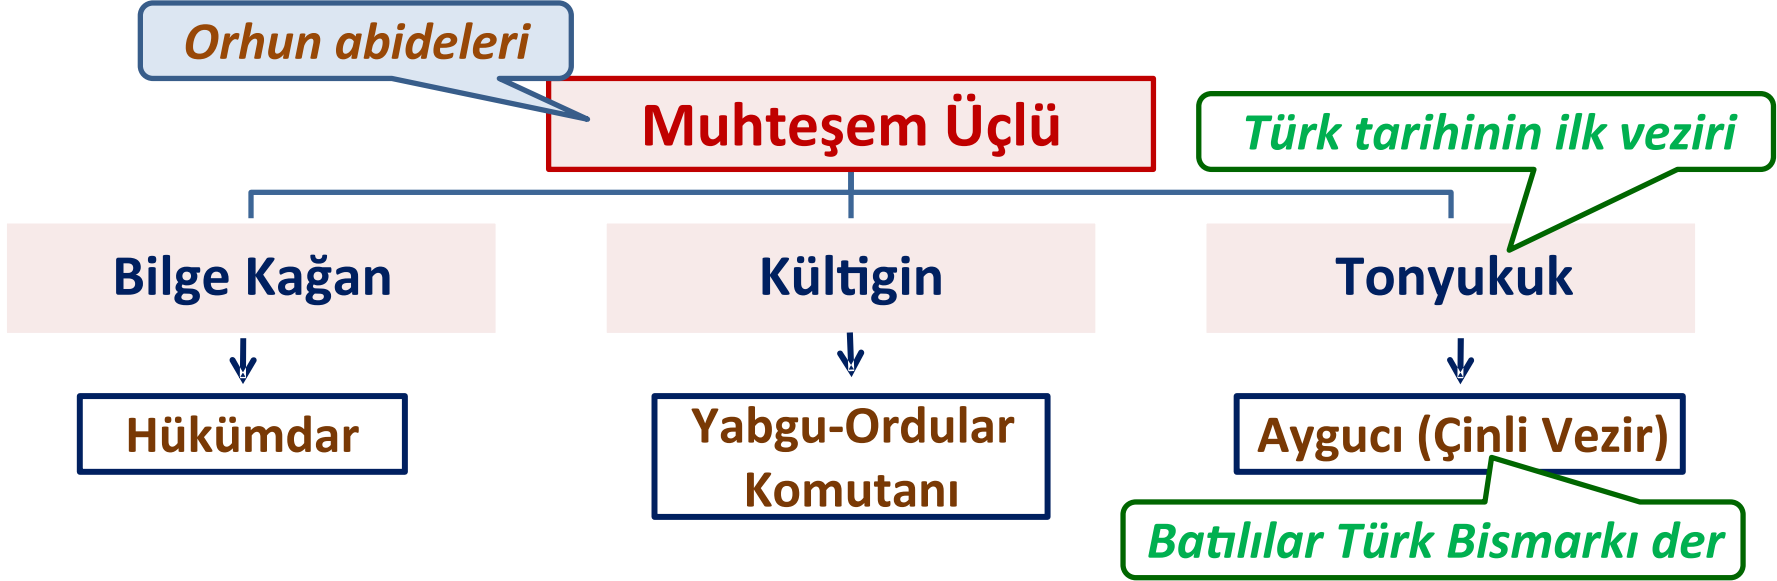 Orhun abideleri
Muhteşem Üçlü
Türk tarihinin ilk veziri
Bilge Kağan
Kültigin
Tonyukuk
Hükümdar
Yabgu-Ordular
Komutanı
Aygucı (Çinli Vezir)
Batılılar Türk Bismarkı der